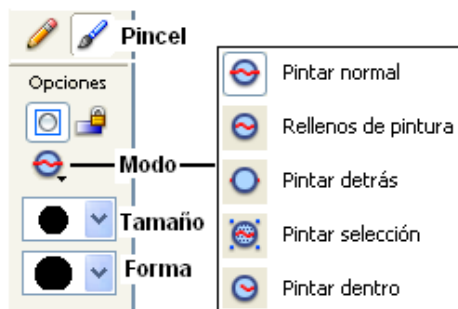 Pincel
Opciones
Modo
Tamaño
Forma
Pintar normal
Rellenos de pintura
Pintar detrás
Pintar selección
Pintar dentro